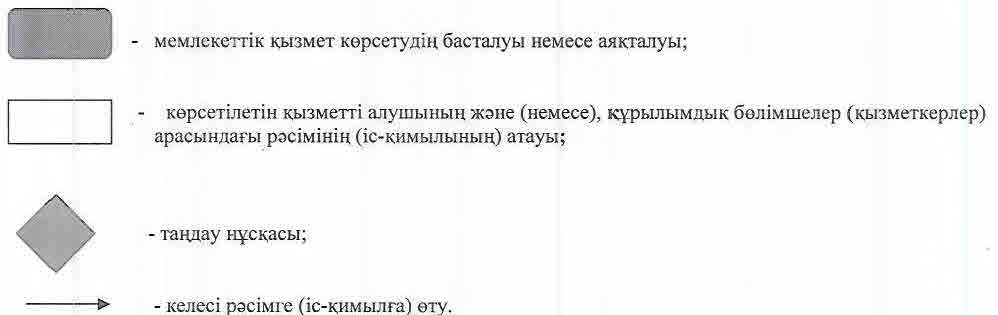 - мемлекеттік қызмет көрсетудің басталуы немесе аяқталуы;
- көрсетілетін қызметті алушының және (немесе), құрылымдық бөлімшелер (қызметкерлер)
арасындағы рәсімінің (іс-қимылының) атауы;
- таңдау нұсқасы;
- келесі рәсімге (іс-қимылға) өту.